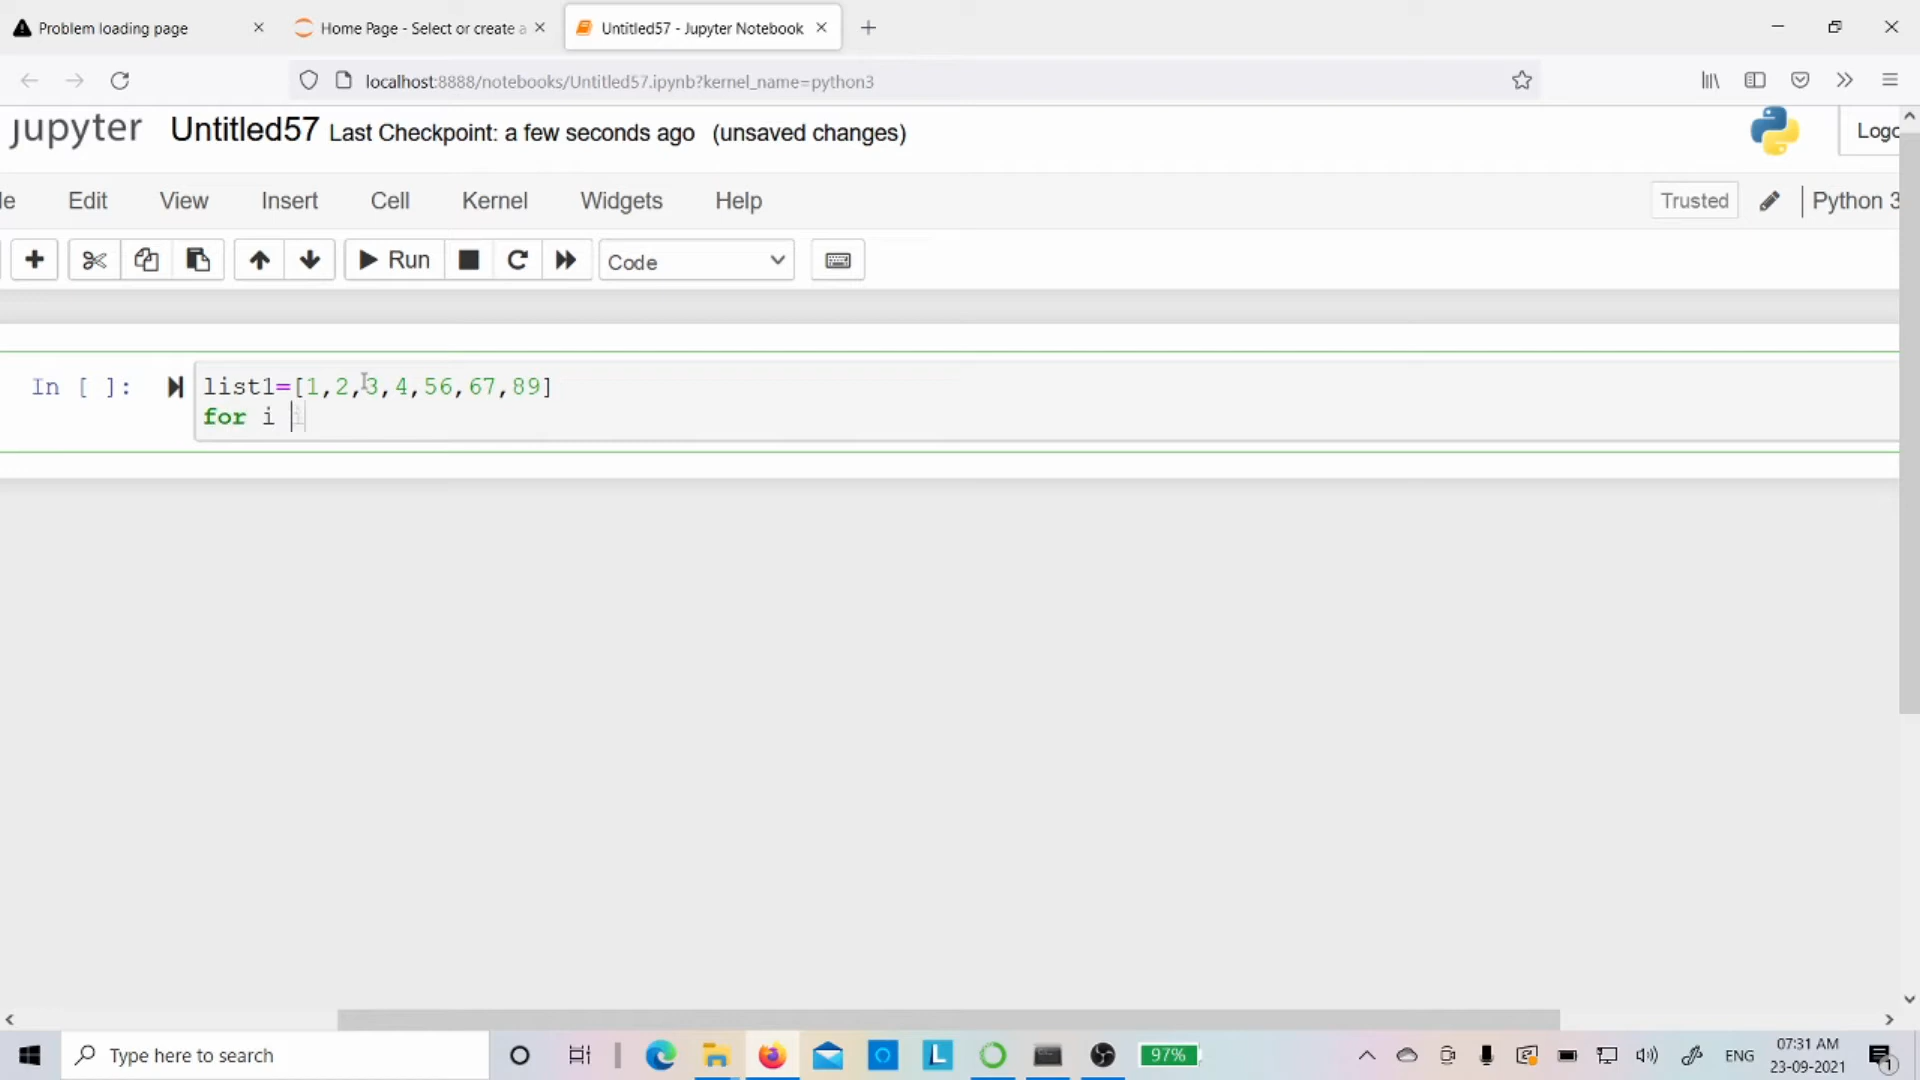 Problem loading page
Home Page - Select or create a
Untitled57 - Jupyter Notebook
localhost:8888/notebooks/Untitled57.ipynb?kernel_name=python3
jupyter Untitled57 Last Checkpoint: a few seconds ago (unsaved changes)
Logo
le Edit View Insert Cell Kernel Widgets Help
Trusted
Python 3
Run
Code
In [ ]:
list1=[1,2,3,4,56,67,89]
for i i
Type here to search
L
97%
ENG
07:31 AM
23-09-2021
1